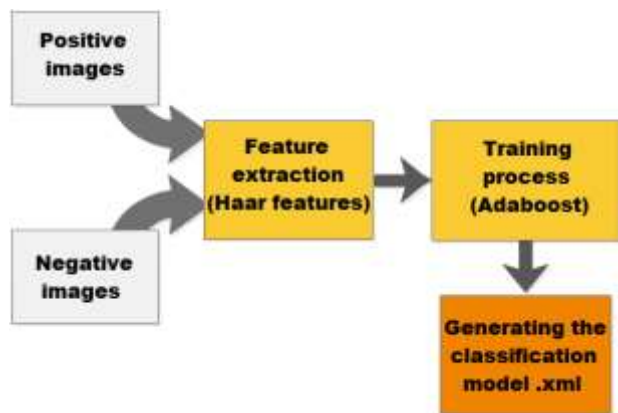 Positive
images
Feature
extraction
(Haar features)
Training
process
(Adaboost)
Negative
images
Generating the
classification
model .xml